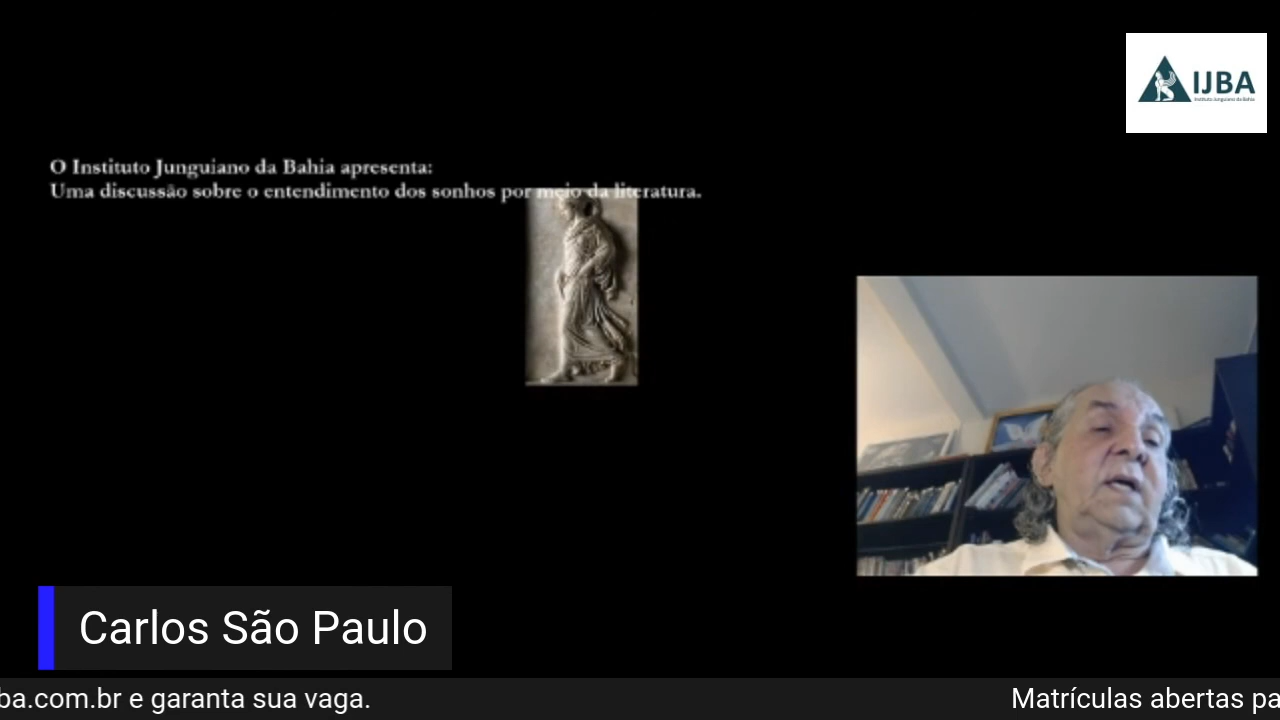 IJBA
Instituto Junguiano da Bahia
O Instituto Junguiano da Bahia apresenta:
Uma discussão sobre o entendimento dos sonhos por meio da literatura.
Carlos São Paulo
ba.com.br e garanta sua vaga.
Matrículas abertas pa